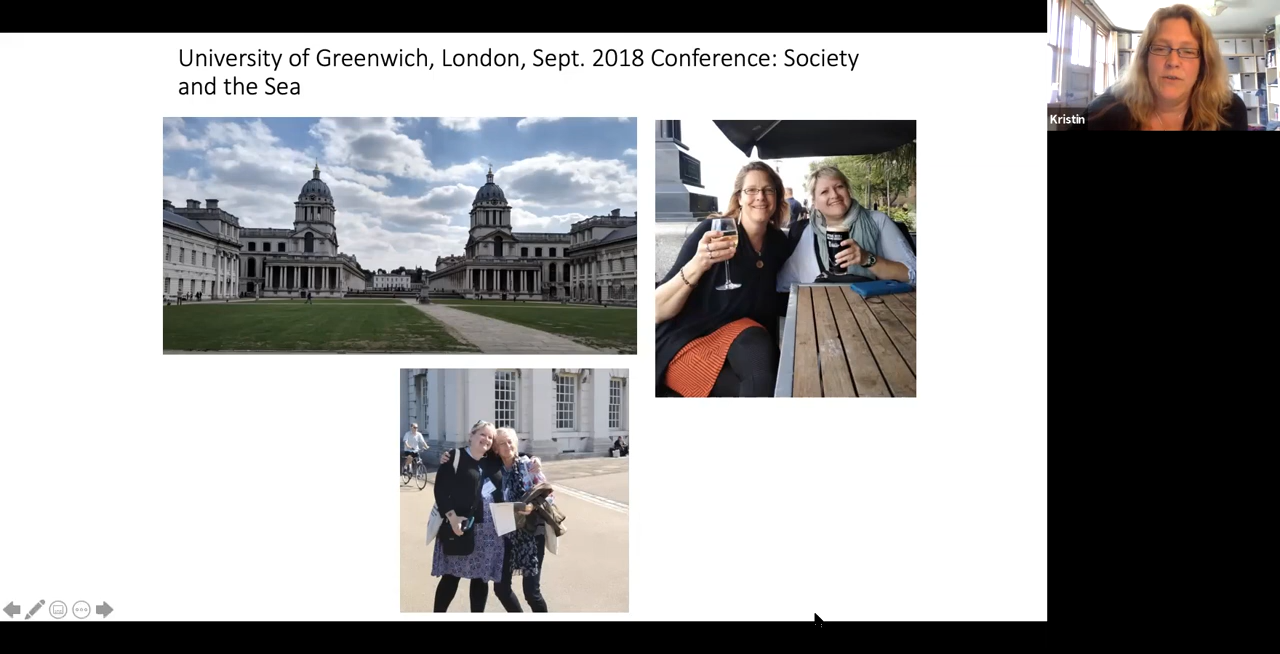 University of Greenwich, London, Sept. 2018 Conference: Society
and the Sea
Kristin